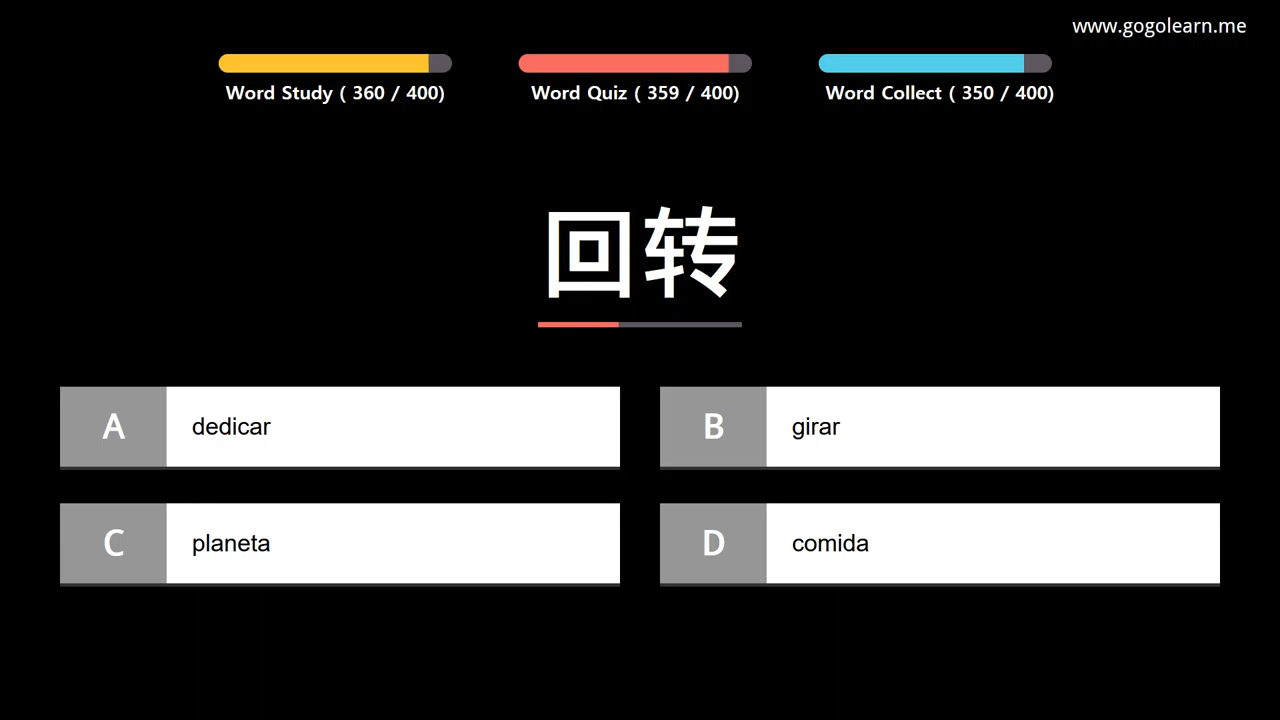 www.gogolearn.me
Word Study ( 360 / 400)
Word Quiz ( 359 / 400)
Word Collect ( 350 / 400)
回转
A dedicar
B girar
C planeta
D comida